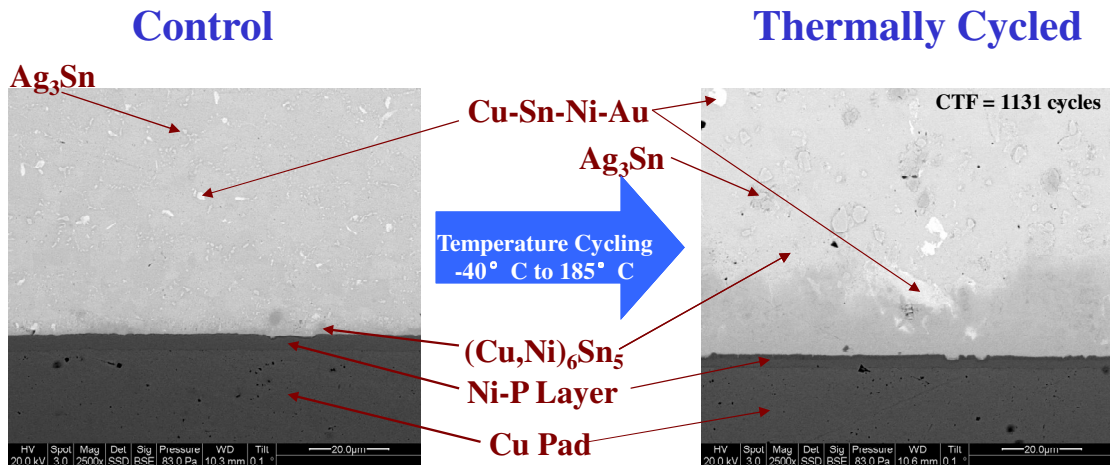 Control
Thermally Cycled
Ag₃Sn
Cu-Sn-Ni-Au
CTF = 1131 cycles
Ag₃Sn
Temperature Cycling
-40° C to 185° C
(Cu,Ni)₆Sn₅
Ni-P Layer
Cu Pad
HV Spot Mag Det Sig Pressure WD Tilt 20.0µm
20.0 kV 3.0 2500x SSD BSE 83.0 Pa 10.3 mm 0.1 °
HV Spot Mag Det Sig Pressure WD Tilt 20.0µm
20.0 kV 3.0 2500x SSD BSE 83.0 Pa 10.6 mm 0.1 °